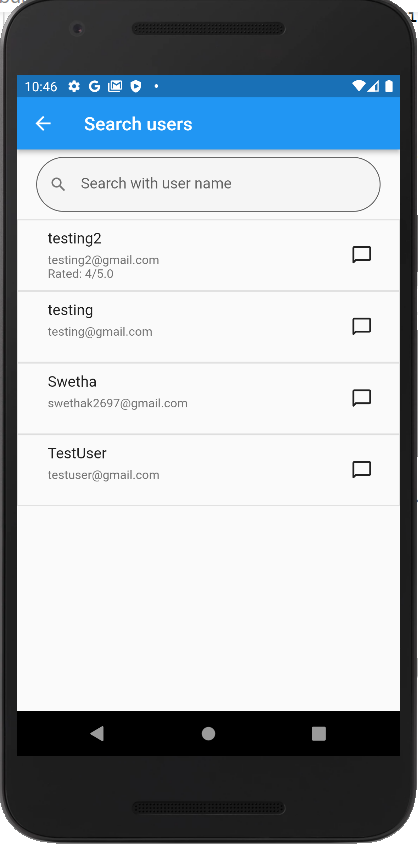 10:46
Search users
Search with user name
testing2
testing2@gmail.com
Rated: 4/5.0
testing
testing@gmail.com
Swetha
swethak2697@gmail.com
TestUser
testuser@gmail.com